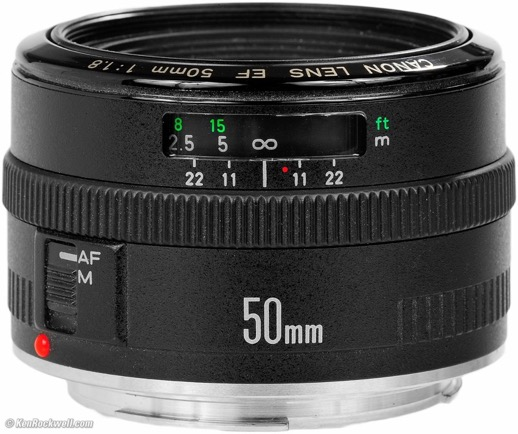 CANON LENS EF 50mm 1:1.8
8 15 ft
2.5 5 ∞ m
22 11 11 22
AF
M
50mm
© KenRockwell.com